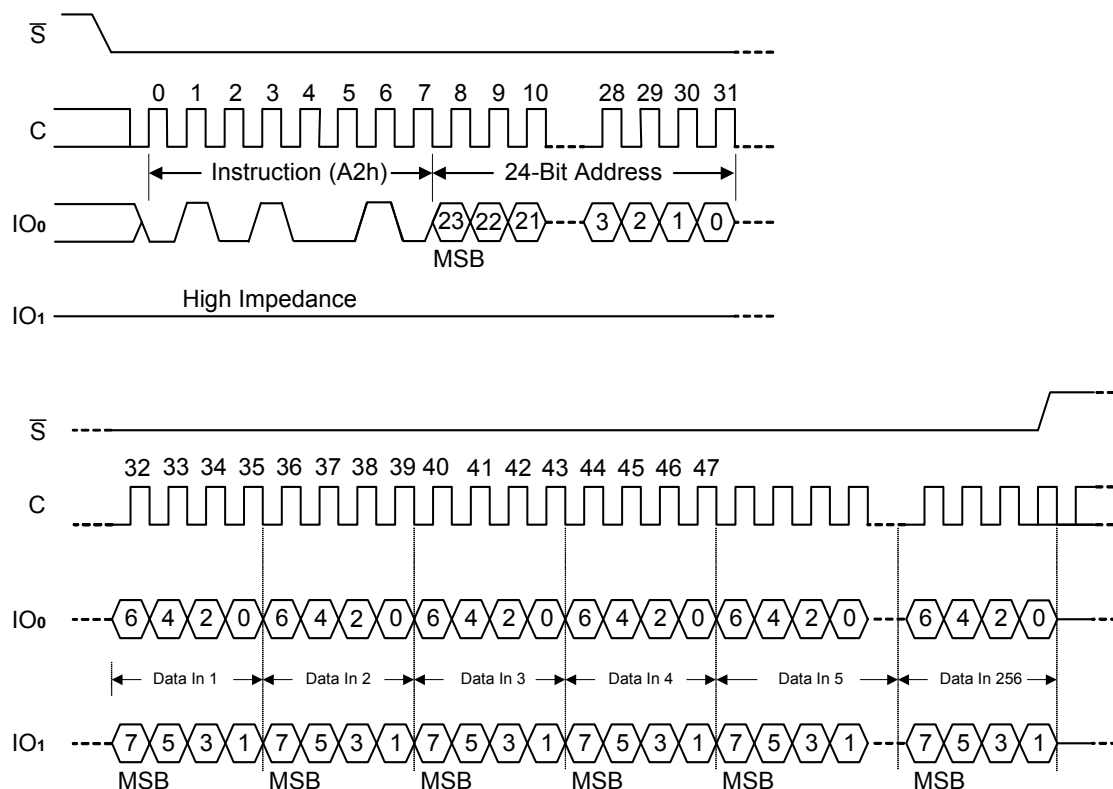 S
0 1 2 3 4 5 6 7 8 9 10 28 29 30 31
C
Instruction (A2h) 24-Bit Address
IO0 23 22 21 3 2 1 0
MSB
High Impedance
IO1
S
32 33 34 35 36 37 38 39 40 41 42 43 44 45 46 47
C
IO0 6 4 2 0 6 4 2 0 6 4 2 0 6 4 2 0 6 4 2 0 6 4 2 0
Data In 1 Data In 2 Data In 3 Data In 4 Data In 5 Data In 256
IO1 7 5 3 1 7 5 3 1 7 5 3 1 7 5 3 1 7 5 3 1 7 5 3 1
MSB MSB MSB MSB MSB MSB